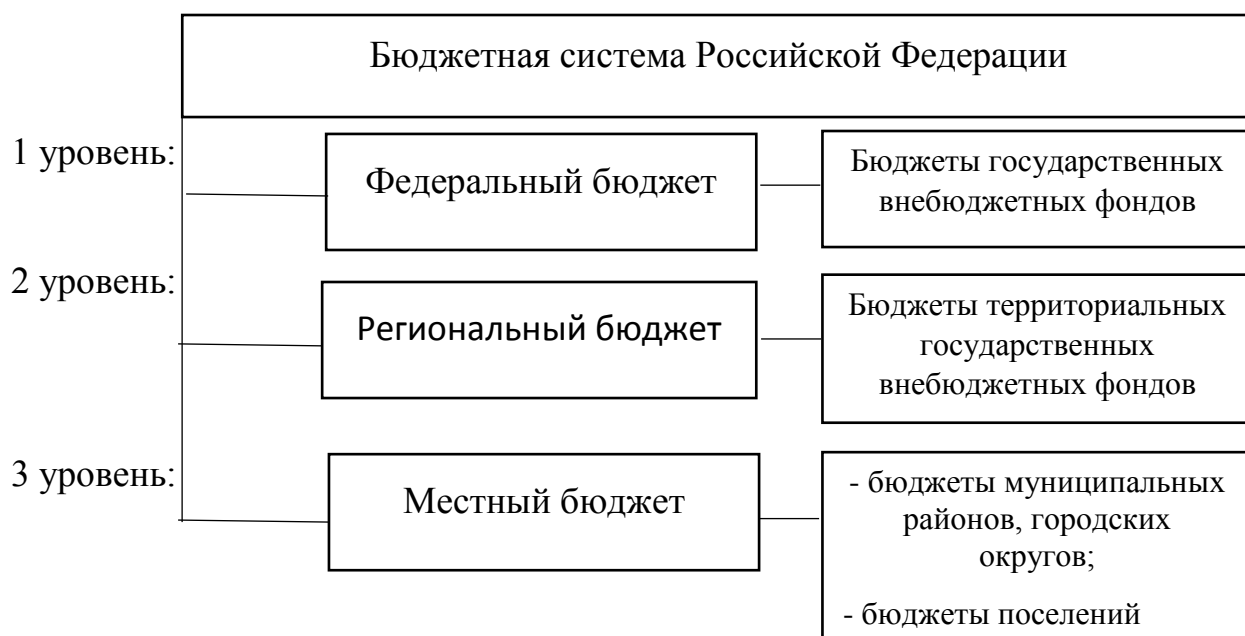 Бюджетная система Российской Федерации
1 уровень:
Федеральный бюджет
Бюджеты государственных
внебюджетных фондов
2 уровень:
Региональный бюджет
Бюджеты территориальных
государственных
внебюджетных фондов
3 уровень:
Местный бюджет
- бюджеты муниципальных
районов, городских
округов;
- бюджеты поселений